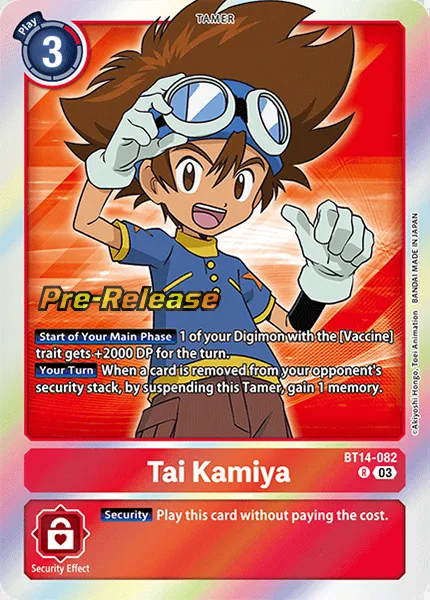 TAMER
Play
3
Pre-Release
Start of Your Main Phase 1 of your Digimon with the [Vaccine]
trait gets +2000 DP for the turn.
Your Turn When a card is removed from your opponent's
security stack, by suspending this Tamer, gain 1 memory.
©Akiyoshi Hongo, Toei Animation BANDAI MADE IN JAPAN
BT14-082
Tai Kamiya
R 03
Security Play this card without paying the cost.
Security Effect